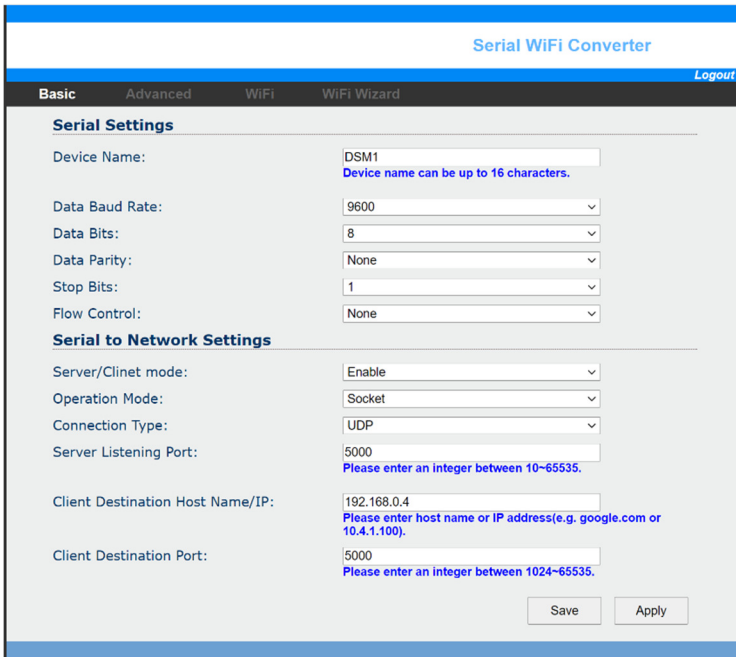 Serial WiFi Converter
Logout
Basic Advanced WiFi WiFi Wizard
Serial Settings
Device Name: DSM1
Device name can be up to 16 characters.
Data Baud Rate: 9600
Data Bits: 8
Data Parity: None
Stop Bits: 1
Flow Control: None
Serial to Network Settings
Server/Clinet mode: Enable
Operation Mode: Socket
Connection Type: UDP
Server Listening Port: 5000
Please enter an integer between 10~65535.
Client Destination Host Name/IP: 192.168.0.4
Please enter host name or IP address(e.g. google.com or
10.4.1.100).
Client Destination Port: 5000
Please enter an integer between 1024~65535.
Save Apply